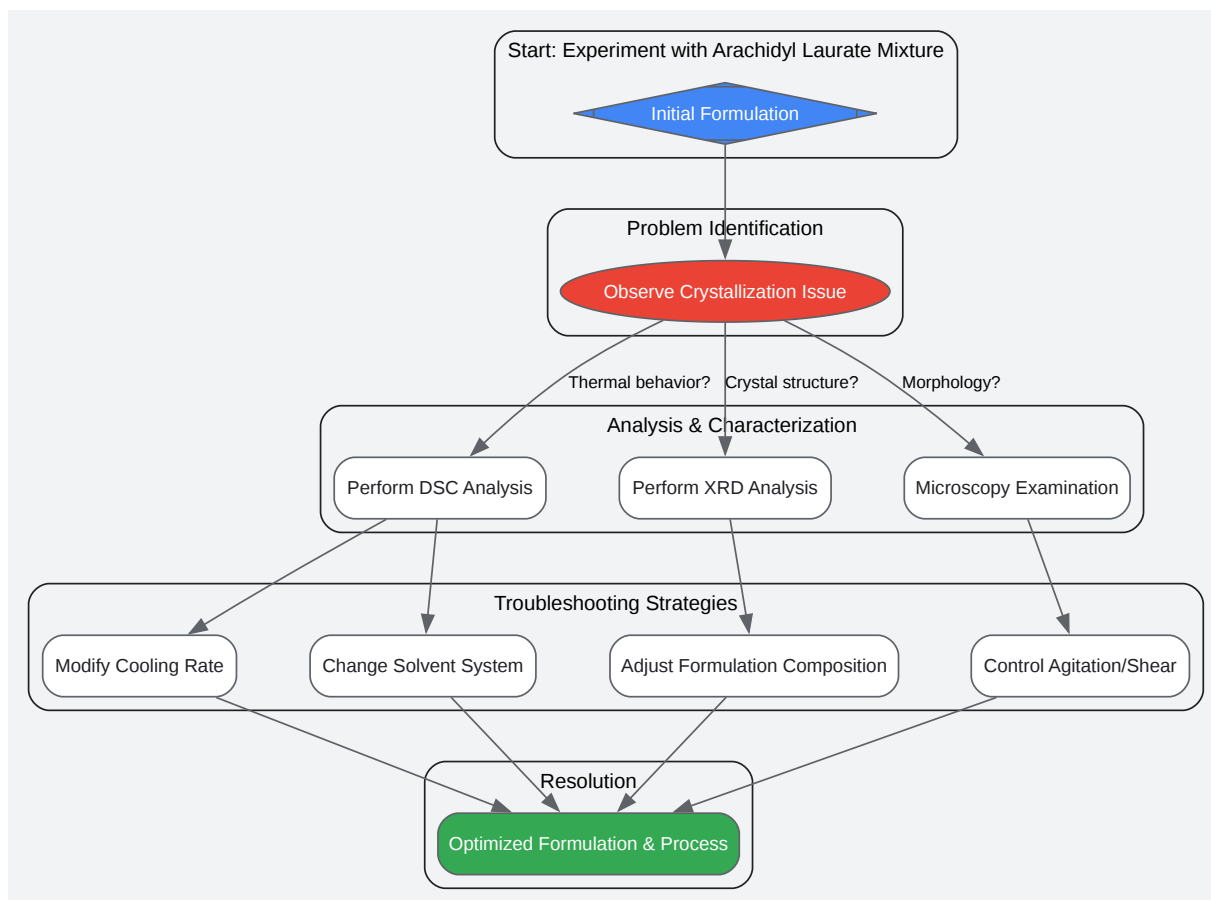 Start: Experiment with Arachidyl Laurate Mixture
Initial Formulation
Problem Identification
Observe Crystallization Issue
Thermal behavior?
Crystal structure?
Morphology?
Analysis & Characterization
Perform DSC Analysis
Perform XRD Analysis
Microscopy Examination
Troubleshooting Strategies
Modify Cooling Rate
Change Solvent System
Adjust Formulation Composition
Control Agitation/Shear
Resolution
Optimized Formulation & Process